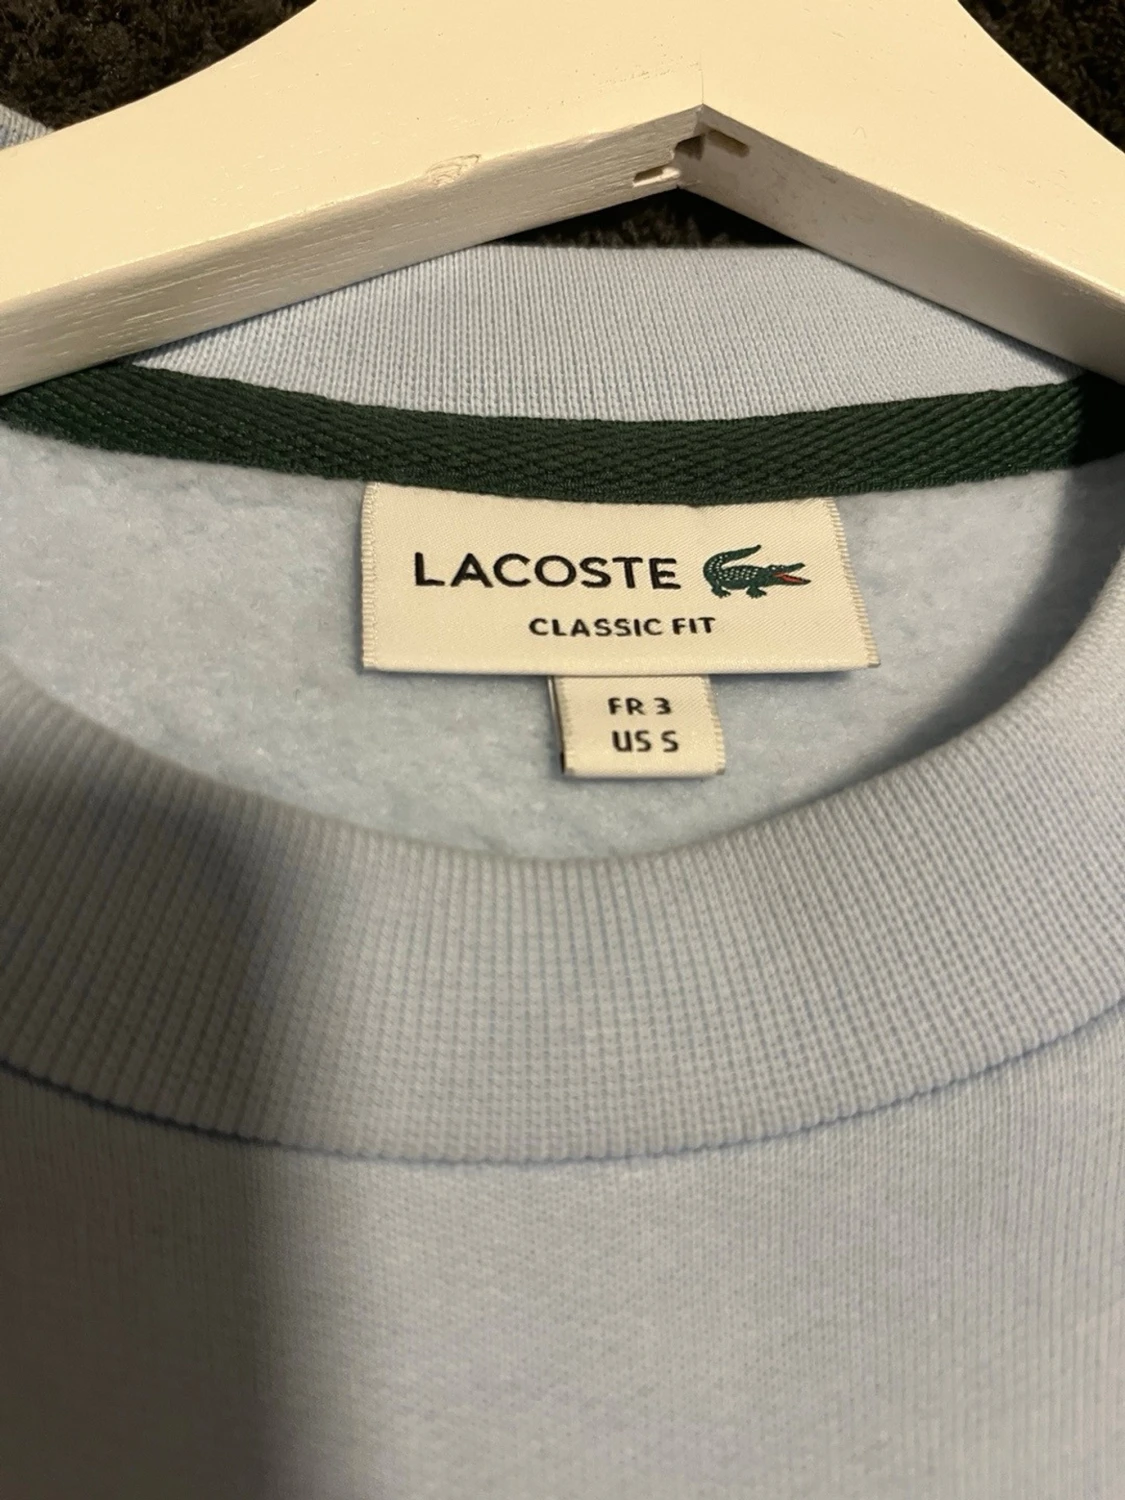 LACOSTE
CLASSIC FIT
FR 3
US S